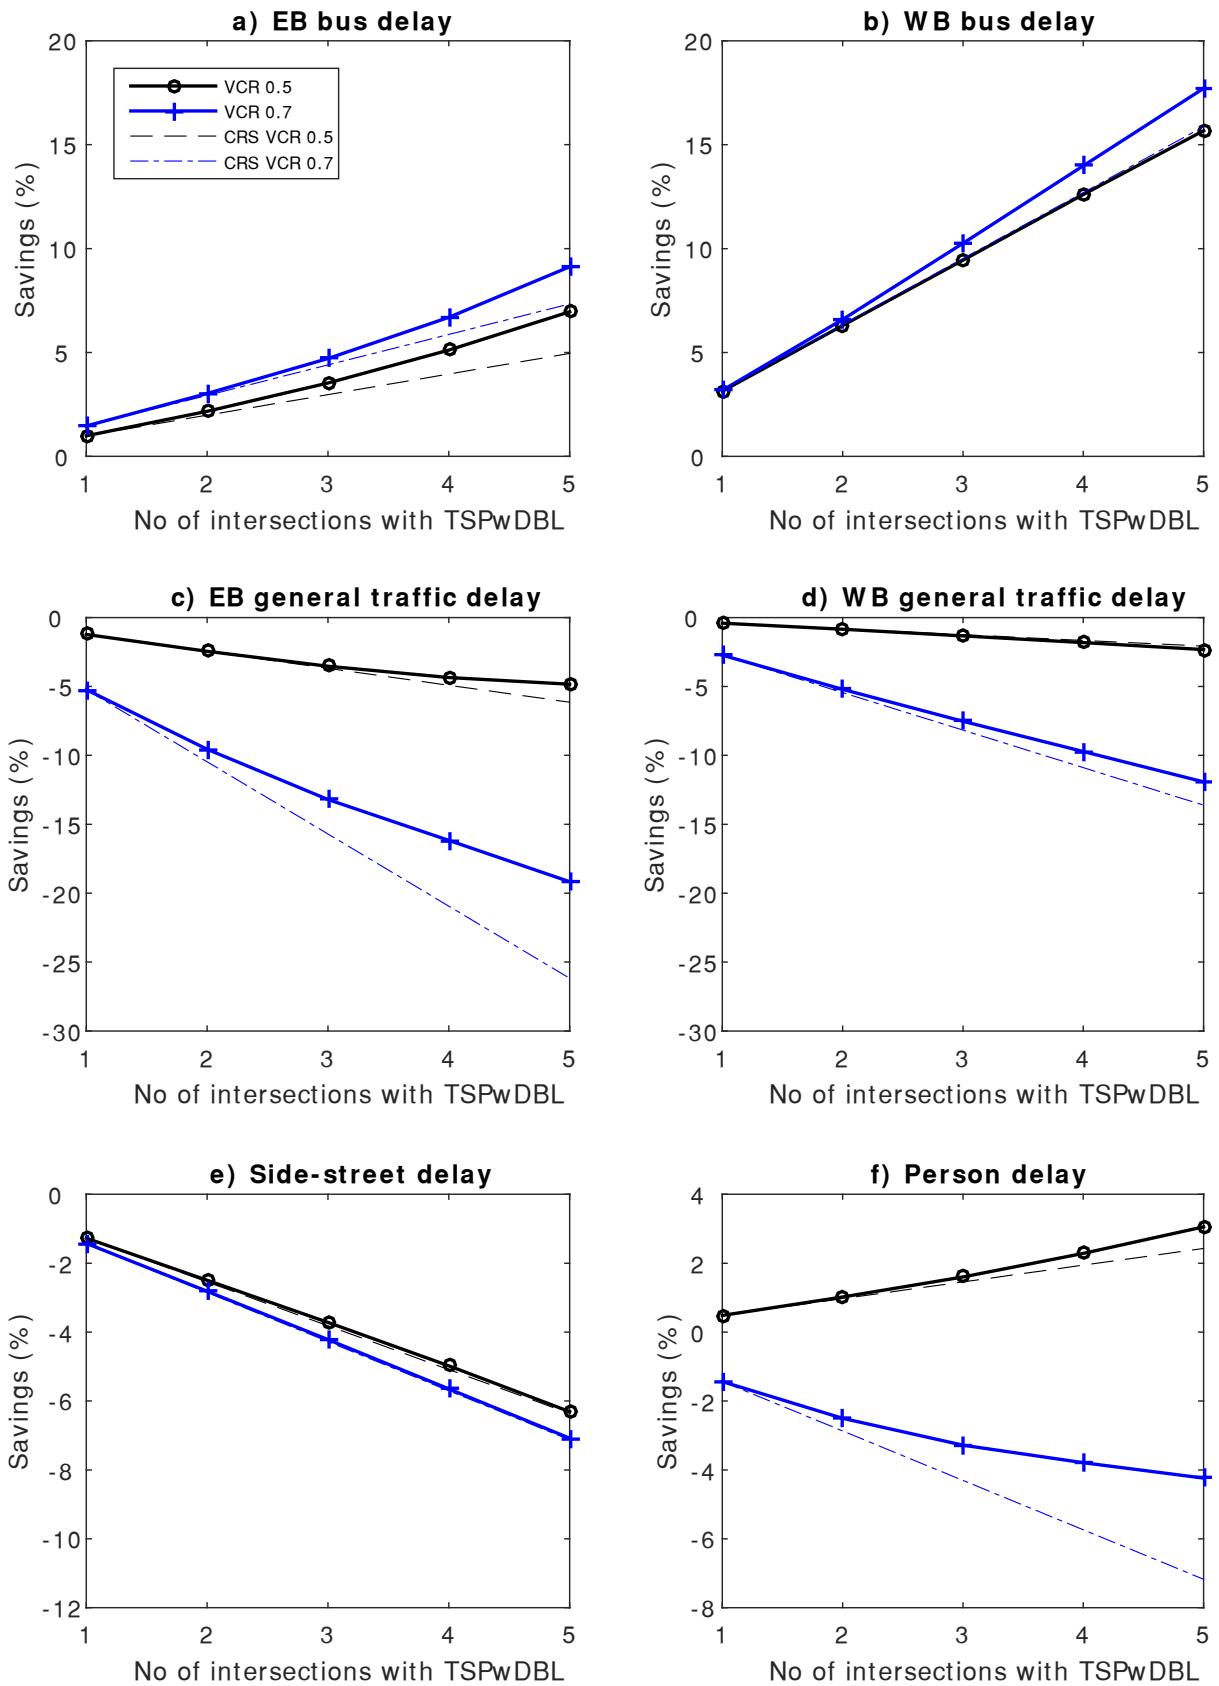 a) EB bus delay
20
15
10
5
0
Savings (%)
VCR 0.5
VCR 0.7
CRS VCR 0.5
CRS VCR 0.7
1 2 3 4 5
No of intersections with TSPwDBL
b) WB bus delay
20
15
10
5
0
Savings (%)
1 2 3 4 5
No of intersections with TSPwDBL
c) EB general traffic delay
0
-5
-10
-15
-20
-25
-30
Savings (%)
1 2 3 4 5
No of intersections with TSPwDBL
d) WB general traffic delay
0
-5
-10
-15
-20
-25
-30
Savings (%)
1 2 3 4 5
No of intersections with TSPwDBL
e) Side-street delay
0
-2
-4
-6
-8
-10
-12
Savings (%)
1 2 3 4 5
No of intersections with TSPwDBL
f) Person delay
4
2
0
-2
-4
-6
-8
Savings (%)
1 2 3 4 5
No of intersections with TSPwDBL